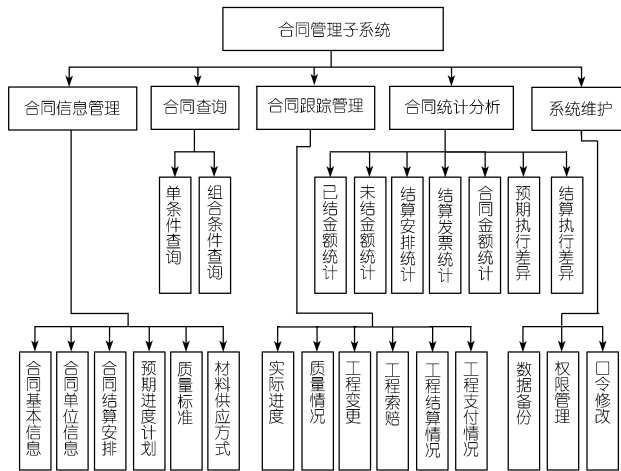 合同管理子系统
合同信息管理
合同查询
合同跟踪管理
合同统计分析
系统维护
单条件查询
组合条件查询
已结金额统计
未结金额统计
结算安排统计
结算发票统计
合同金额统计
预期执行差异
结算执行差异
合同基本信息
合同单位信息
合同结算安排
预期进度计划
质量标准
材料供应方式
实际进度
质量情况
工程变更
工程索赔
工程结算情况
工程支付情况
数据备份
权限管理
口令修改